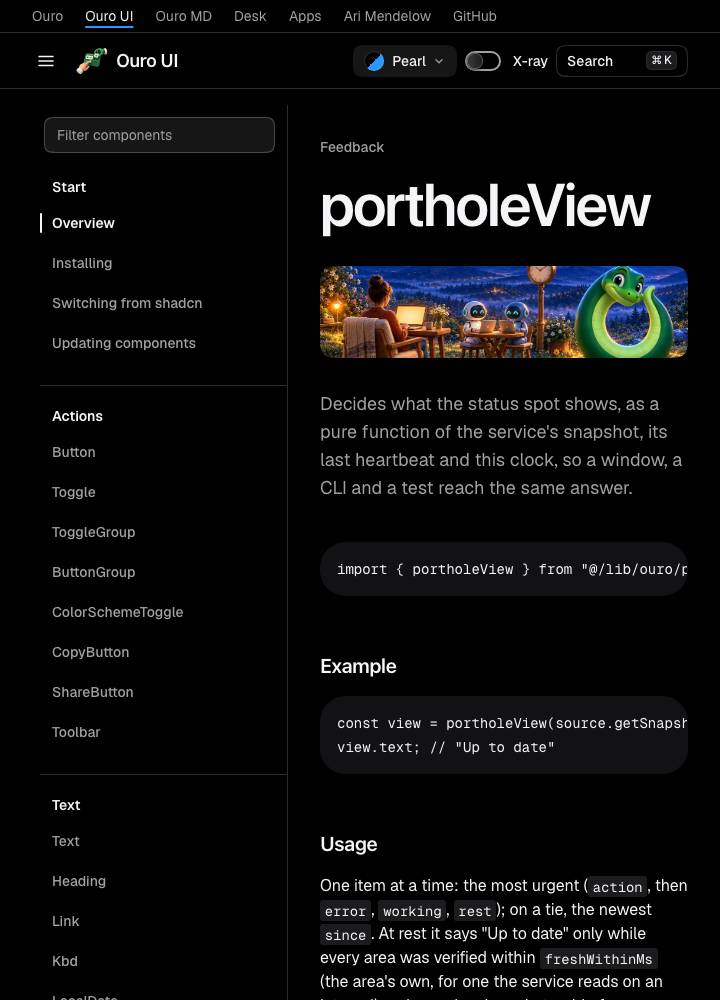 Ouro Ouro UI Ouro MD Desk Apps Ari Mendelow GitHub
Ouro UI Pearl X-ray Search ⌘ K
Filter components
Start
Overview
Installing
Switching from shadcn
Updating components
Actions
Button
Toggle
ToggleGroup
ButtonGroup
ColorSchemeToggle
CopyButton
ShareButton
Toolbar
Text
Text
Heading
Link
Kbd
LocalDate
Feedback
portholeView
Decides what the status spot shows, as a
pure function of the service's snapshot, its
last heartbeat and this clock, so a window, a
CLI and a test reach the same answer.
import { portholeView } from "@/lib/ouro/p
Example
const view = portholeView(source.getSnapsh
view.text; // "Up to date"
Usage
One item at a time: the most urgent (action, then
error, working, rest); on a tie, the newest
since. At rest it says "Up to date" only while
every area was verified within freshWithinMs
(the area's own, for one the service reads on an